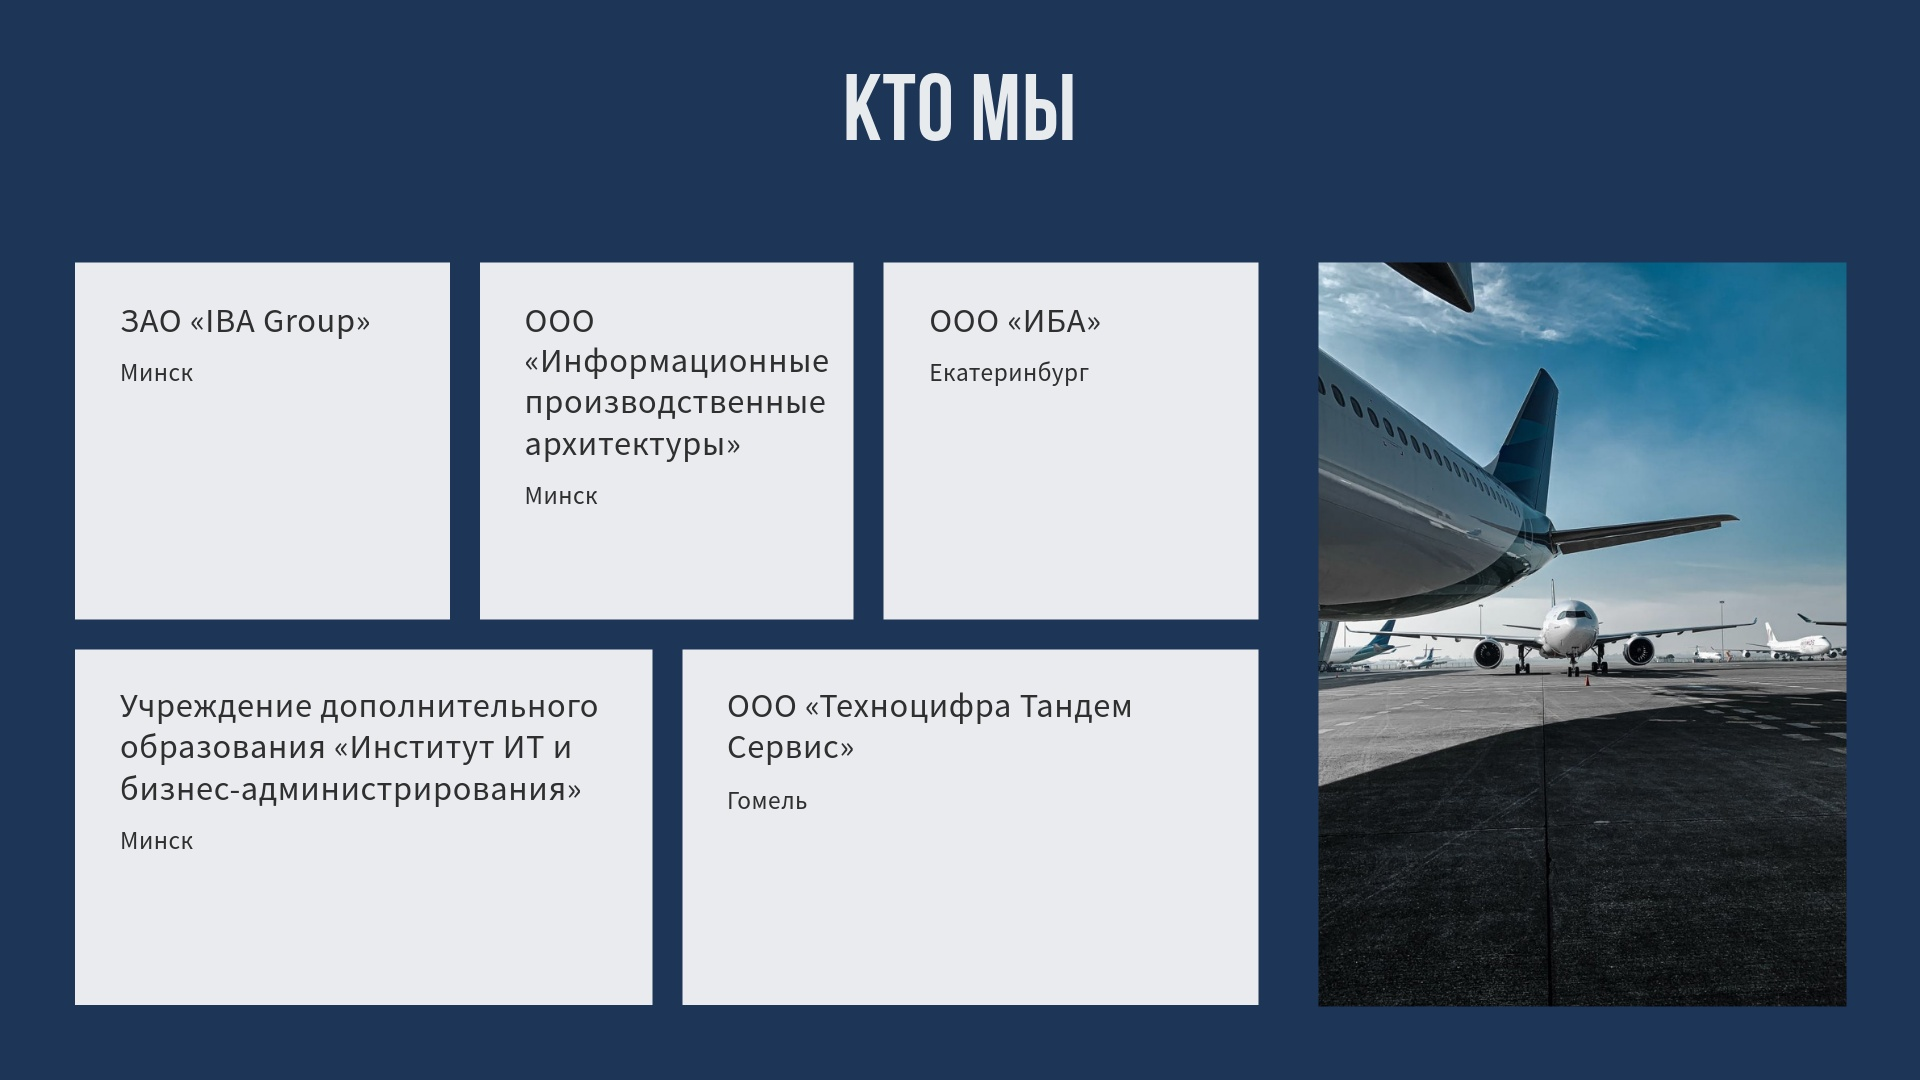 КТО МЫ
ЗАО «IBA Group»
Минск
ООО
«Информационные
производственные
архитектуры»
Минск
ООО «ИБА»
Екатеринбург
Учреждение дополнительного
образования «Институт ИТ и
бизнес-администрирования»
Минск
ООО «Техноцифра Тандем
Сервис»
Гомель